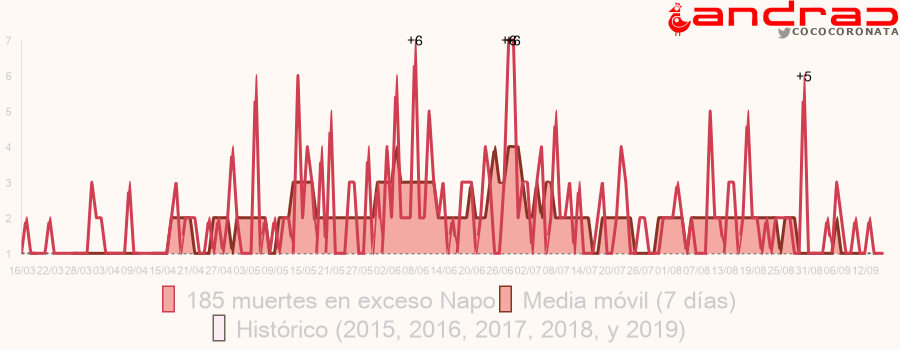 andrac
COCOCORONATA
7
6
5
4
3
2
1
+6
+6
+6
+5
16/03 22/03 28/03 03/04 09/04 15/04 21/04 27/04 03/05 09/05 15/05 21/05 27/05 02/06 08/06 14/06 20/06 26/06 02/07 08/07 14/07 20/07 26/07 01/08 07/08 13/08 19/08 25/08 31/08 06/09 12/09
185 muertes en exceso Napo Media móvil (7 días)
Histórico (2015, 2016, 2017, 2018, y 2019)